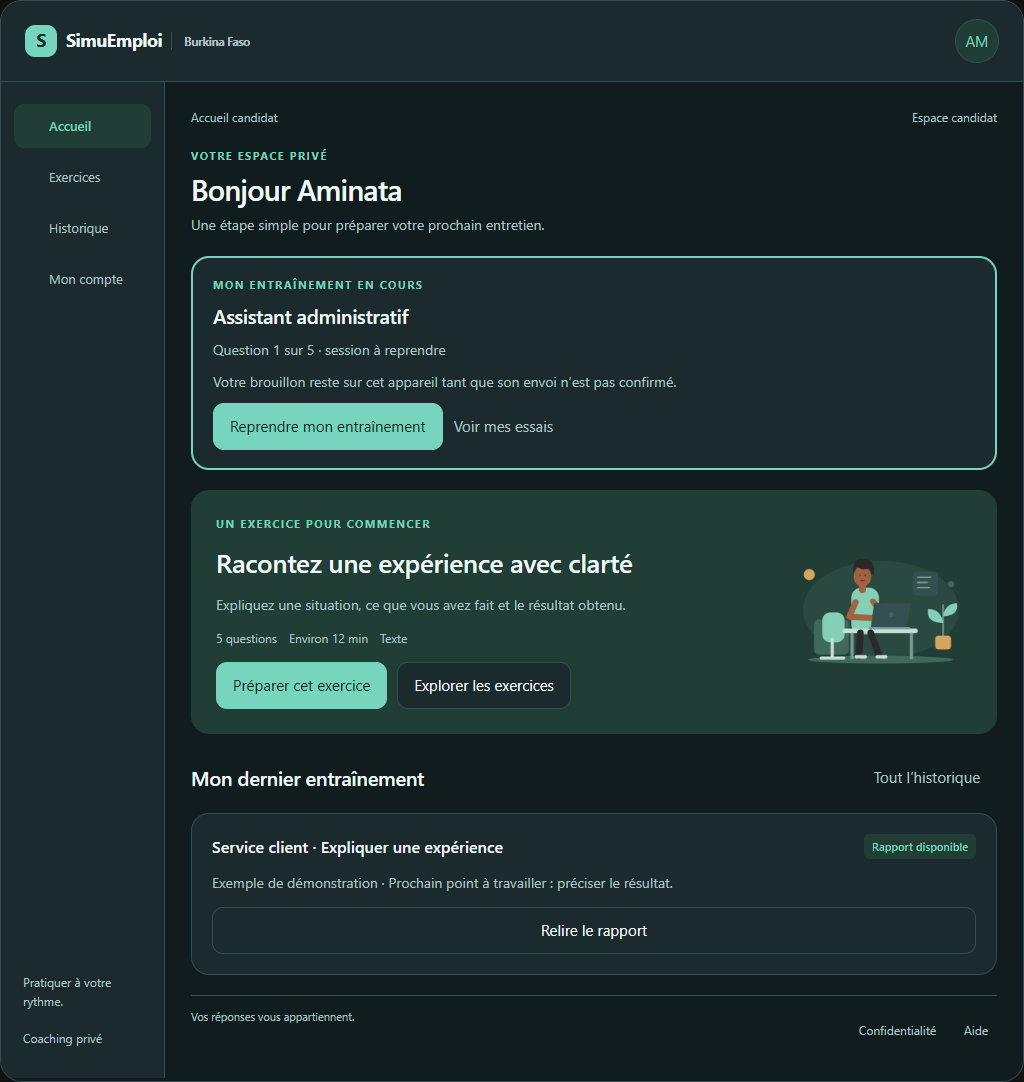 S
SimuEmploi
Burkina Faso
AM
Accueil
Exercices
Historique
Mon compte
Pratiquer à votre
rythme.
Coaching privé
Accueil candidat
Espace candidat
VOTRE ESPACE PRIVÉ
Bonjour Aminata
Une étape simple pour préparer votre prochain entretien.
MON ENTRAÎNEMENT EN COURS
Assistant administratif
Question 1 sur 5 · session à reprendre
Votre brouillon reste sur cet appareil tant que son envoi n’est pas confirmé.
Reprendre mon entraînement
Voir mes essais
UN EXERCICE POUR COMMENCER
Racontez une expérience avec clarté
Expliquez une situation, ce que vous avez fait et le résultat obtenu.
5 questions Environ 12 min Texte
Préparer cet exercice
Explorer les exercices
Mon dernier entraînement
Tout l’historique
Service client · Expliquer une expérience
Rapport disponible
Exemple de démonstration · Prochain point à travailler : préciser le résultat.
Relire le rapport
Vos réponses vous appartiennent.
Confidentialité
Aide